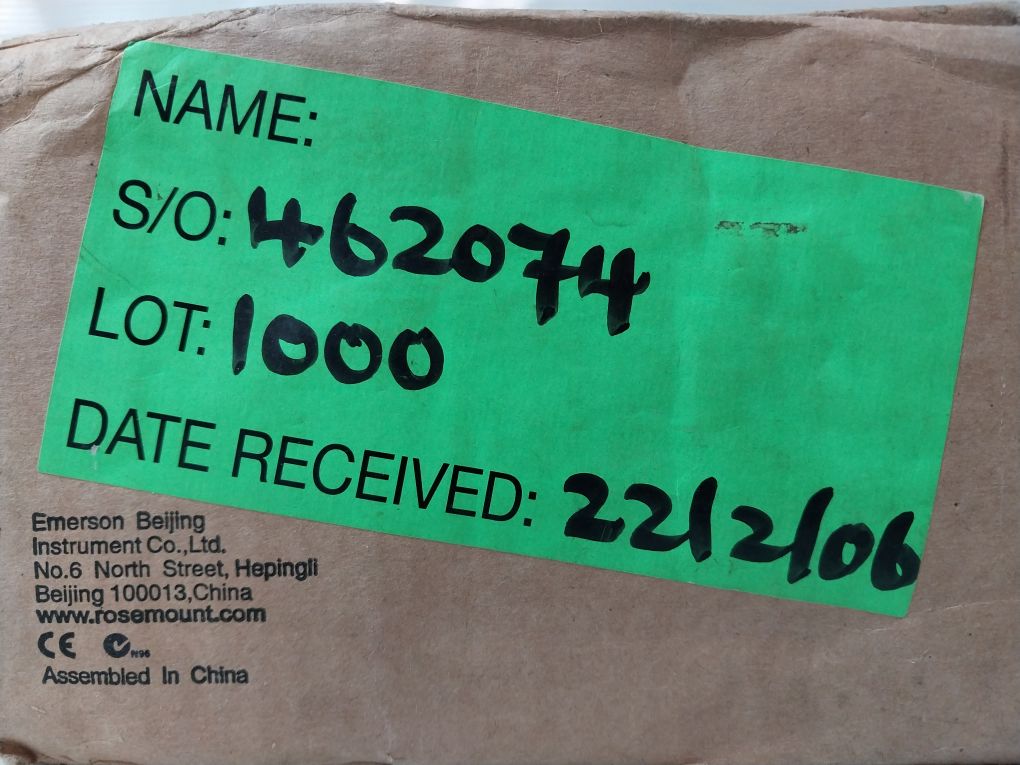 NAME:
S/O: 462074
LOT: 1000
DATE RECEIVED: 22/2/06
Emerson Beijing
Instrument Co.,Ltd.
No.6 North Street, Hepingli
Beijing 100013,China
www.rosemount.com
CE
Assembled In China